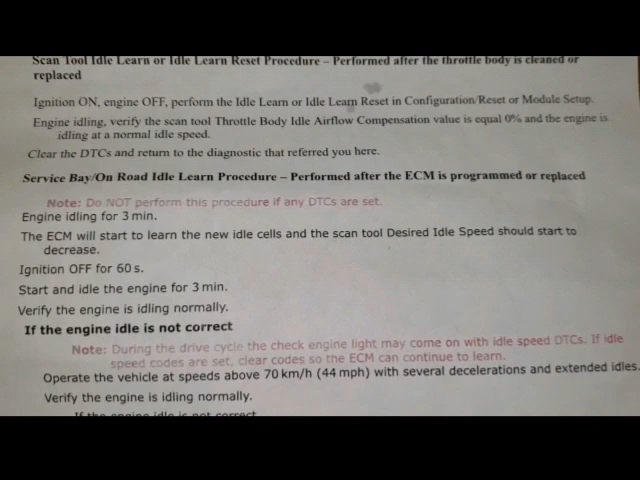 Scan Tool Idle Learn or Idle Learn Reset Procedure – Performed after the throttle body is cleaned or
replaced
Ignition ON, engine OFF, perform the Idle Learn or Idle Learn Reset in Configuration/Reset or Module Setup.
Engine idling, verify the scan tool Throttle Body Idle Airflow Compensation value is equal 0% and the engine is
idling at a normal idle speed.
Clear the DTCs and return to the diagnostic that referred you here.
Service Bay/On Road Idle Learn Procedure – Performed after the ECM is programmed or replaced
Note: Do NOT perform this procedure if any DTCs are set.
Engine idling for 3 min.
The ECM will start to learn the new idle cells and the scan tool Desired Idle Speed should start to
decrease.
Ignition OFF for 60 s.
Start and idle the engine for 3 min.
Verify the engine is idling normally.
If the engine idle is not correct
Note: During the drive cycle the check engine light may come on with idle speed DTCs. If idle
speed codes are set, clear codes so the ECM can continue to learn.
Operate the vehicle at speeds above 70 km/h (44 mph) with several decelerations and extended idles.
Verify the engine is idling normally.
If the engine idle is not correct